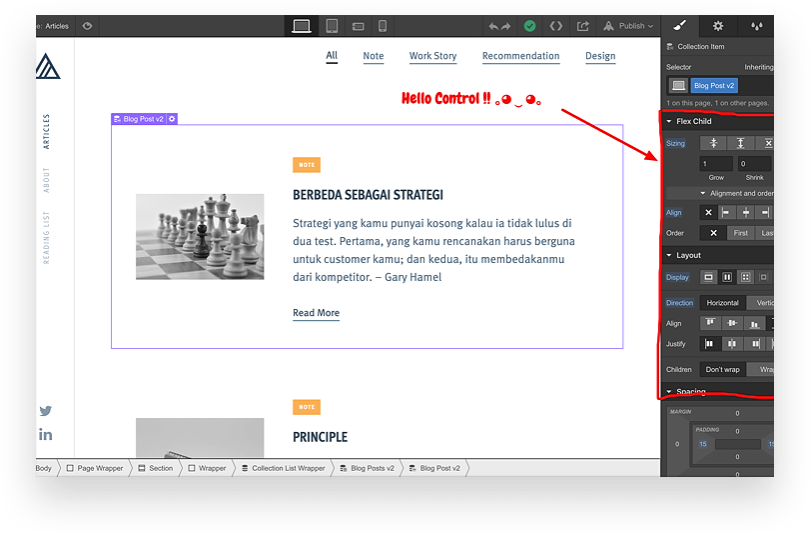 e: Articles
Publish
Collection Item
Selector
Inheriting
Blog Post v2
1 on this page, 1 on other pages.
All
Note
Work Story
Recommendation
Design
Hello Control !!
ARTICLES
ABOUT
READING LIST
Blog Post v2
NOTE
BERBEDA SEBAGAI STRATEGI
Strategi yang kamu punyai kosong kalau ia tidak lulus di
dua test. Pertama, yang kamu rencanakan harus berguna
untuk customer kamu; dan kedua, itu membedakanmu
dari kompetitor. – Gary Hamel
Read More
NOTE
PRINCIPLE
Flex Child
Sizing
1
0
Grow
Shrink
Alignment and order
Align
Order
First
Las
Layout
Display
Direction
Horizontal
Vertic
Align
Justify
Children
Don't wrap
Wrap
Spacing
MARGIN
0
PADDING
0
0
15
15
0
0
Body
Page Wrapper
Section
Wrapper
Collection List Wrapper
Blog Posts v2
Blog Post v2